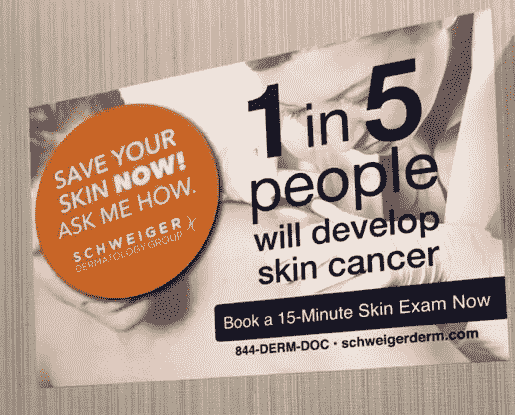 SAVE YOUR
SKIN NOW!
ASK ME HOW.
SCHWEIGER
DERMATOLOGY GROUP
1 in 5
people
will develop
skin cancer
Book a 15-Minute Skin Exam Now
844-DERM-DOC • schweigerderm.com